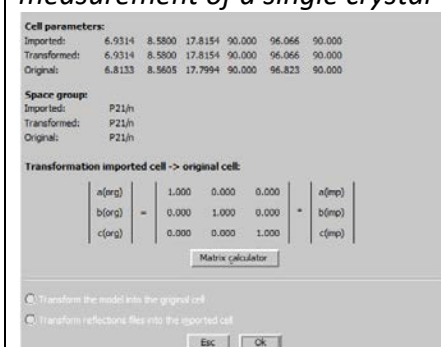 measurement of a single crystal
Cell parameters:
Imported: 6.9314 8.5800 17.8154 90.000 96.066 90.000
Transformed: 6.9314 8.5800 17.8154 90.000 96.066 90.000
Original: 6.8133 8.5605 17.7994 90.000 96.823 90.000
Space group:
Imported: P21/n
Transformed: P21/n
Original: P21/n
Transformation imported cell -> original cell:
a(org) 1.000 0.000 0.000 a(imp)
b(org) = 0.000 1.000 0.000 * b(imp)
c(org) 0.000 0.000 1.000 c(imp)
Matrix calculator
Transform the model into the original cell
Transform reflections files into the imported cell
Esc Ok